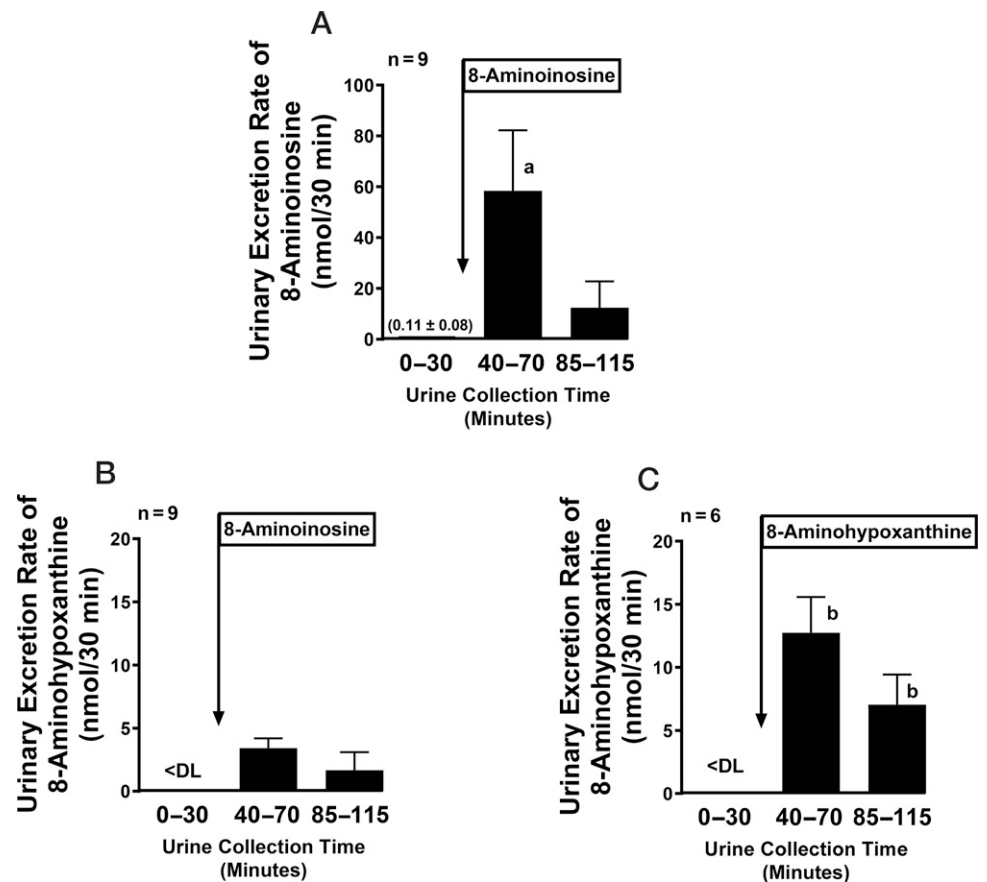 A
n = 9
8-Aminoinosine
Urinary Excretion Rate of
8-Aminoinosine
(nmol/30 min)
100
80
60
40
20
0
a
(0.11 ± 0.08)
0–30 40–70 85–115
Urine Collection Time
(Minutes)
B
n = 9
8-Aminoinosine
Urinary Excretion Rate of
8-Aminohypoxanthine
(nmol/30 min)
20
15
10
5
0
<DL
0–30 40–70 85–115
Urine Collection Time
(Minutes)
C
n = 6
8-Aminohypoxanthine
Urinary Excretion Rate of
8-Aminohypoxanthine
(nmol/30 min)
20
15
10
5
0
b
b
<DL
0–30 40–70 85–115
Urine Collection Time
(Minutes)